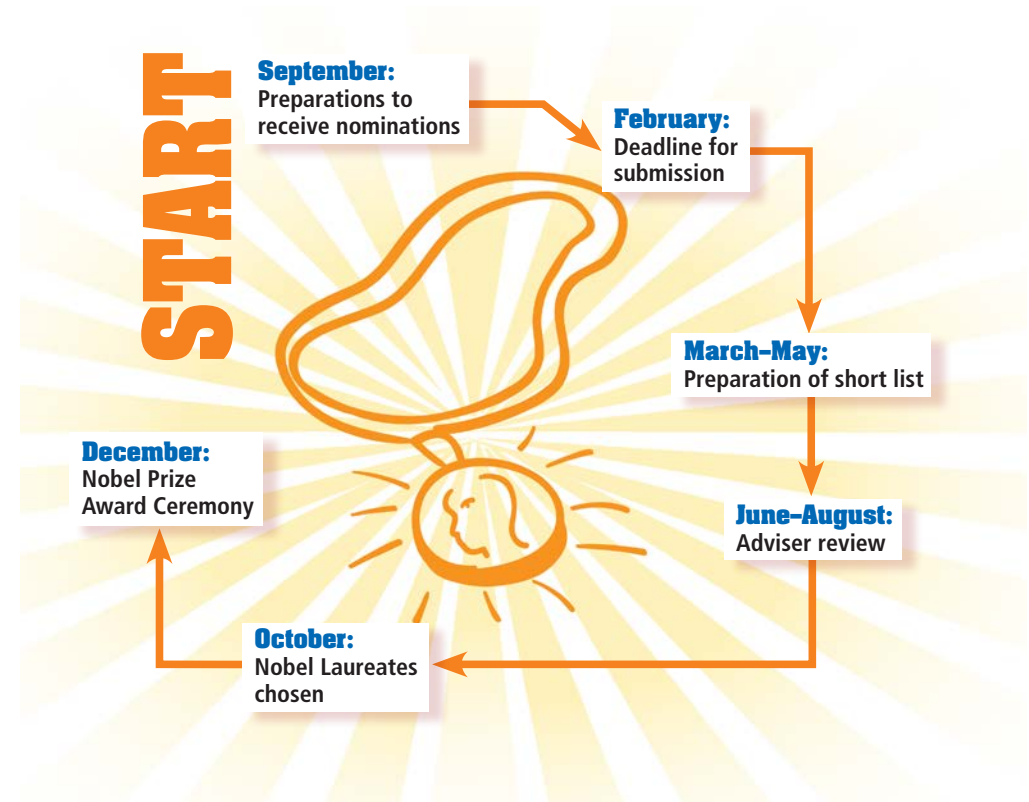 START
September:
Preparations to
receive nominations
February:
Deadline for
submission
March–May:
Preparation of short list
June–August:
Adviser review
October:
Nobel Laureates
chosen
December:
Nobel Prize
Award Ceremony